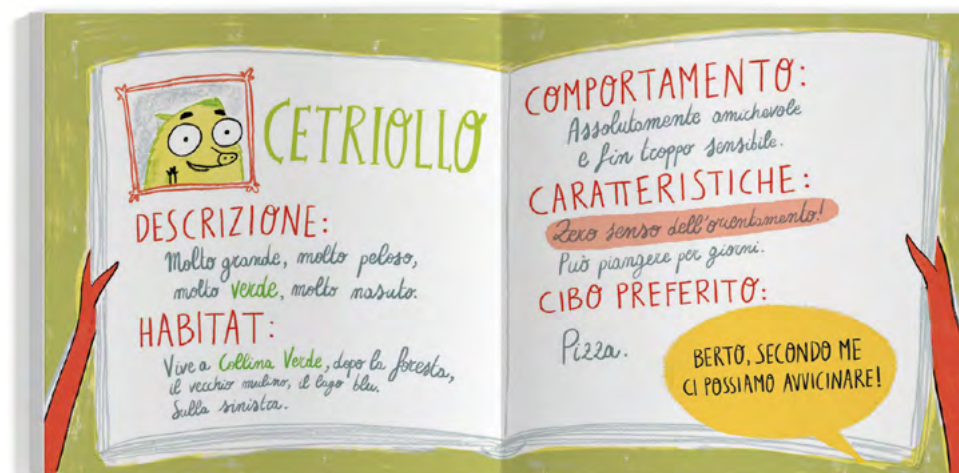 CETRIOLLO
DESCRIZIONE:
Molto grande, molto peloso,
molto verde, molto nasuto.
HABITAT:
Vive a Collina Verde, dopo la foresta,
il vecchio mulino, il lago blu.
Sulla sinistra.
COMPORTAMENTO:
Assolutamente amichevole
e fin troppo sensibile.
CARATTERISTICHE:
Zero senso dell'orientamento!
Può piangere per giorni.
CIBO PREFERITO:
Pizza.
BERTO, SECONDO ME
CI POSSIAMO AVVICINARE!